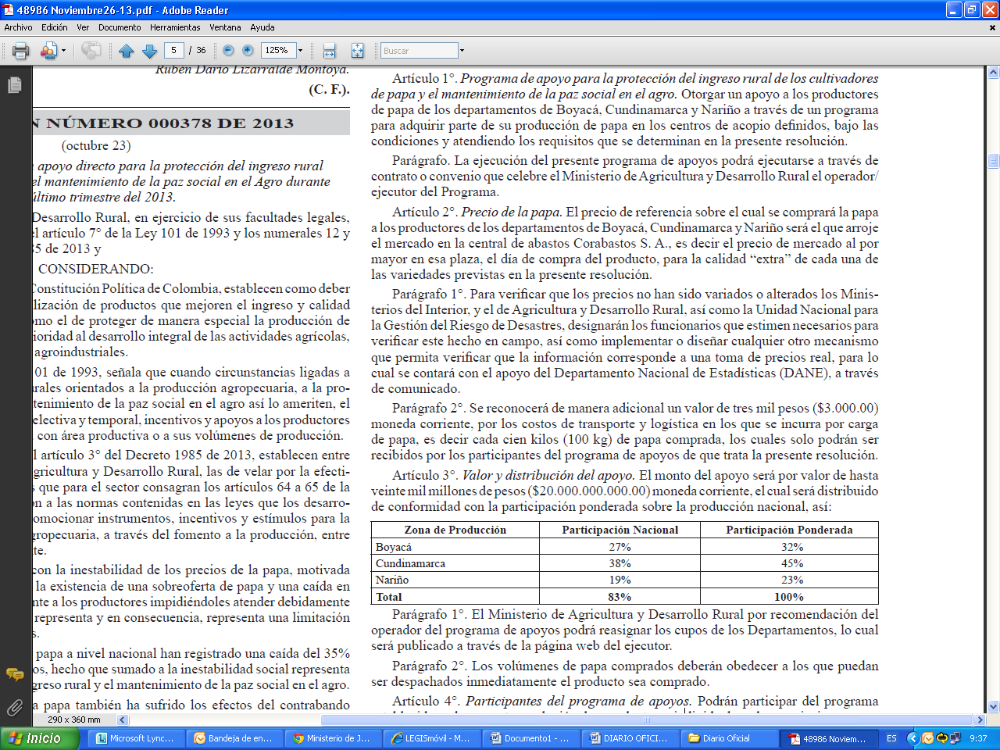 48986 Noviembre26-13.pdf - Adobe Reader
Archivo Edición Ver Documento Herramientas Ventana Ayuda
5 / 36 125% Buscar
Rubén Darío Lizarralde Montoya.
(C. F.).
N NÚMERO 000378 DE 2013
(octubre 23)
apoyo directo para la protección del ingreso rural
el mantenimiento de la paz social en el Agro durante
último trimestre del 2013.
Desarrollo Rural, en ejercicio de sus facultades legales,
el artículo 7° de la Ley 101 de 1993 y los numerales 12 y
85 de 2013 y
CONSIDERANDO:
Constitución Política de Colombia, establecen como deber
ilización de productos que mejoren el ingreso y calidad
omo el de proteger de manera especial la producción de
ioridad al desarrollo integral de las actividades agrícolas,
agroindustriales.
01 de 1993, señala que cuando circunstancias ligadas a
urales orientados a la producción agropecuaria, a la pro-
tenimiento de la paz social en el agro así lo ameriten, el
electiva y temporal, incentivos y apoyos a los productores
con área productiva o a sus volúmenes de producción.
l artículo 3° del Decreto 1985 de 2013, establecen entre
gricultura y Desarrollo Rural, las de velar por la efecti-
s que para el sector consagran los artículos 64 a 65 de la
ón a las normas contenidas en las leyes que los desarro-
omocionar instrumentos, incentivos y estímulos para la
gropecuaria, a través del fomento a la producción, entre
te.
con la inestabilidad de los precios de la papa, motivada
la existencia de una sobreoferta de papa y una caída en
nte a los productores impidiéndoles atender debidamente
representa y en consecuencia, representa una limitación
s.
papa a nivel nacional han registrado una caída del 35%
os, hecho que sumado a la inestabilidad social representa
greso rural y el mantenimiento de la paz social en el agro.
a papa también ha sufrido los efectos del contrabando
Artículo 1°. Programa de apoyo para la protección del ingreso rural de los cultivadores
de papa y el mantenimiento de la paz social en el agro. Otorgar un apoyo a los productores
de papa de los departamentos de Boyacá, Cundinamarca y Nariño a través de un programa
para adquirir parte de su producción de papa en los centros de acopio definidos, bajo las
condiciones y atendiendo los requisitos que se determinan en la presente resolución.
Parágrafo. La ejecución del presente programa de apoyos podrá ejecutarse a través de
contrato o convenio que celebre el Ministerio de Agricultura y Desarrollo Rural el operador/
ejecutor del Programa.
Artículo 2°. Precio de la papa. El precio de referencia sobre el cual se comprará la papa
a los productores de los departamentos de Boyacá, Cundinamarca y Nariño será el que arroje
el mercado en la central de abastos Corabastos S. A., es decir el precio de mercado al por
mayor en esa plaza, el día de compra del producto, para la calidad “extra” de cada una de
las variedades previstas en la presente resolución.
Parágrafo 1°. Para verificar que los precios no han sido variados o alterados los Minis-
terios del Interior, y el de Agricultura y Desarrollo Rural, así como la Unidad Nacional para
la Gestión del Riesgo de Desastres, designarán los funcionarios que estimen necesarios para
verificar este hecho en campo, así como implementar o diseñar cualquier otro mecanismo
que permita verificar que la información corresponde a una toma de precios real, para lo
cual se contará con el apoyo del Departamento Nacional de Estadísticas (DANE), a través
de comunicado.
Parágrafo 2°. Se reconocerá de manera adicional un valor de tres mil pesos ($3.000.00)
moneda corriente, por los costos de transporte y logística en los que se incurra por carga
de papa, es decir cada cien kilos (100 kg) de papa comprada, los cuales solo podrán ser
recibidos por los participantes del programa de apoyos de que trata la presente resolución.
Artículo 3°. Valor y distribución del apoyo. El monto del apoyo será por valor de hasta
veinte mil millones de pesos ($20.000.000.000.00) moneda corriente, el cual será distribuido
de conformidad con la participación ponderada sobre la producción nacional, así:
Zona de Producción Participación Nacional Participación Ponderada
Boyacá 27% 32%
Cundinamarca 38% 45%
Nariño 19% 23%
Total 83% 100%
Parágrafo 1°. El Ministerio de Agricultura y Desarrollo Rural por recomendación del
operador del programa de apoyos podrá reasignar los cupos de los Departamentos, lo cual
será publicado a través de la página web del ejecutor.
Parágrafo 2°. Los volúmenes de papa comprados deberán obedecer a los que puedan
ser despachados inmediatamente el producto sea comprado.
Artículo 4°. Participantes del programa de apoyos. Podrán participar del programa
290 x 360 mm
Inicio Microsoft Lync... Bandeja de en... Ministerio de J... LEGISmóvil - M... Documento1 - ... DIARIO OFICI... Diario Oficial 48986 Noviem... ES 9:37